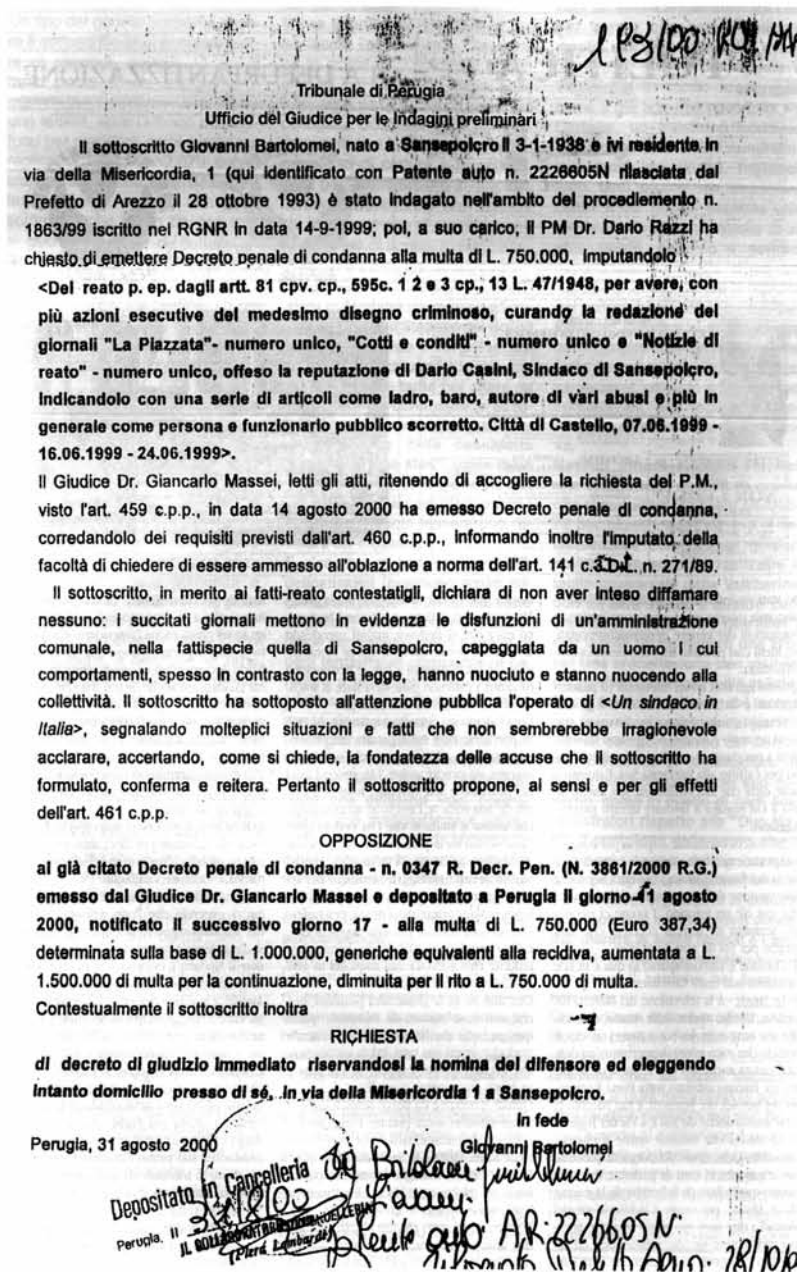 Tribunale di Perugia
Ufficio del Giudice per le Indagini preliminari
Il sottoscritto Giovanni Bartolomei, nato a Sansepolcro il 3-1-1938 e ivi residente, in
via della Misericordia, 1 (qui identificato con Patente auto n. 2226605N rilasciata dal
Prefetto di Arezzo il 28 ottobre 1993) é stato indagato nell'ambito del procediemento n.
1863/99 iscritto nel RGNR in data 14-9-1999; poi, a suo carico, il PM Dr. Dario Razzi ha
chiesto di emettere Decreto penale di condanna alla multa di L. 750.000, imputandolo
<Del reato p. ep. dagli artt. 81 cpv. cp., 595c. 1 2 e 3 cp., 13 L. 47/1948, per avere, con
più azioni esecutive del medesimo disegno criminoso, curando la redazione dei
giornali "La Piazzata"- numero unico, "Cotti e conditi" - numero unico e "Notizie di
reato" - numero unico, offeso la reputazione di Dario Casini, Sindaco di Sansepolcro,
indicandolo con una serie di articoli come ladro, baro, autore di vari abusi e più in
generale come persona e funzionario pubblico scorretto. Città di Castello, 07.06.1999 -
16.06.1999 - 24.06.1999>.
Il Giudice Dr. Giancarlo Massei, letti gli atti, ritenendo di accogliere la richiesta del P.M.,
visto l'art. 459 c.p.p., in data 14 agosto 2000 ha emesso Decreto penale di condanna,
corredandolo dei requisiti previsti dall'art. 460 c.p.p., informando inoltre l'imputato della
facoltà di chiedere di essere ammesso all'oblazione a norma dell'art. 141 c. n. 271/89.
Il sottoscritto, in merito ai fatti-reato contestatigli, dichiara di non aver inteso diffamare
nessuno: i succitati giornali mettono in evidenza le disfunzioni di un'amministrazione
comunale, nella fattispecie quella di Sansepolcro, capeggiata da un uomo i cui
comportamenti, spesso in contrasto con la legge, hanno nuociuto e stanno nuocendo alla
collettività. Il sottoscritto ha sottoposto all'attenzione pubblica l'operato di <Un sindaco in
Italia>, segnalando molteplici situazioni e fatti che non sembrerebbe irragionevole
acclarare, accertando, come si chiede, la fondatezza delle accuse che il sottoscritto ha
formulato, conferma e reitera. Pertanto il sottoscritto propone, ai sensi e per gli effetti
dell'art. 461 c.p.p.
OPPOSIZIONE
al già citato Decreto penale di condanna - n. 0347 R. Decr. Pen. (N. 3861/2000 R.G.)
emesso dal Giudice Dr. Giancarlo Massei e depositato a Perugia il giorno 11 agosto
2000, notificato il successivo giorno 17 - alla multa di L. 750.000 (Euro 387,34)
determinata sulla base di L. 1.000.000, generiche equivalenti alla recidiva, aumentata a L.
1.500.000 di multa per la continuazione, diminuita per il rito a L. 750.000 di multa.
Contestualmente il sottoscritto inoltra
RICHIESTA
di decreto di giudizio immediato riservandosi la nomina del difensore ed eleggendo
intanto domicilio presso di sé, in via della Misericordia 1 a Sansepolcro.
In fede
Perugia, 31 agosto 2000 Giovanni Bartolomei
Depositato in Cancelleria
Perugia, Il
IL COLLABORATORE DI CANCELLERIA
(Piera Lombardi)
AR. 2226605N.